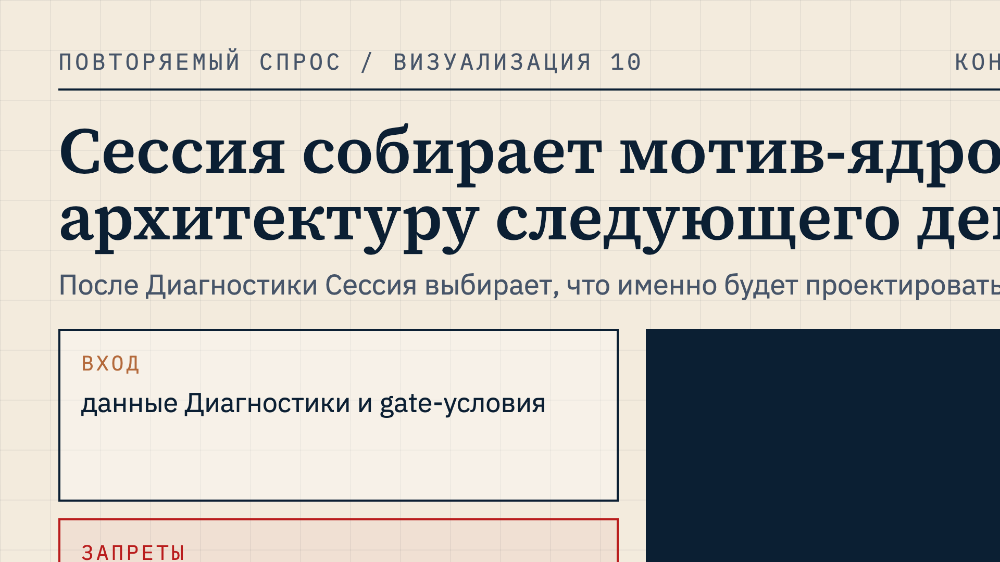 ПОВТОРЯЕМЫЙ СПРОС / ВИЗУАЛИЗАЦИЯ 10
Сессия собирает мотив-ядро
архитектуру следующего
После Диагностики Сессия выбирает, что именно будет
ВХОД
данные Диагностики и gate-условия
ЗАПРЕТЫ